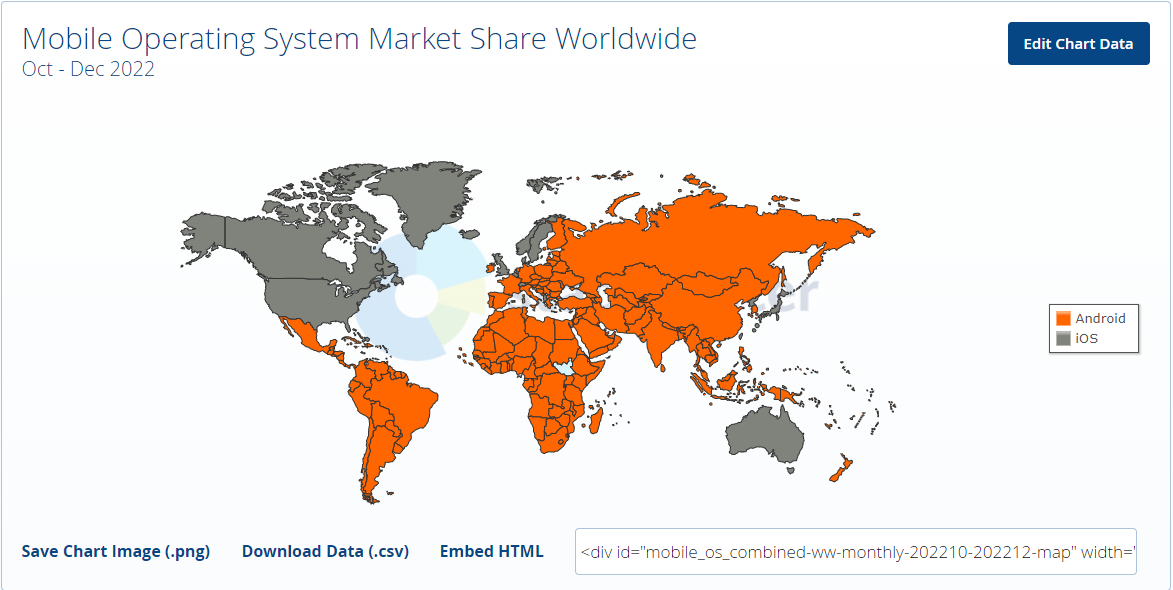 Mobile Operating System Market Share Worldwide
Oct - Dec 2022
Edit Chart Data
Android
iOS
Save Chart Image (.png)
Download Data (.csv)
Embed HTML
<div id="mobile_os_combined-ww-monthly-202210-202212-map" width="